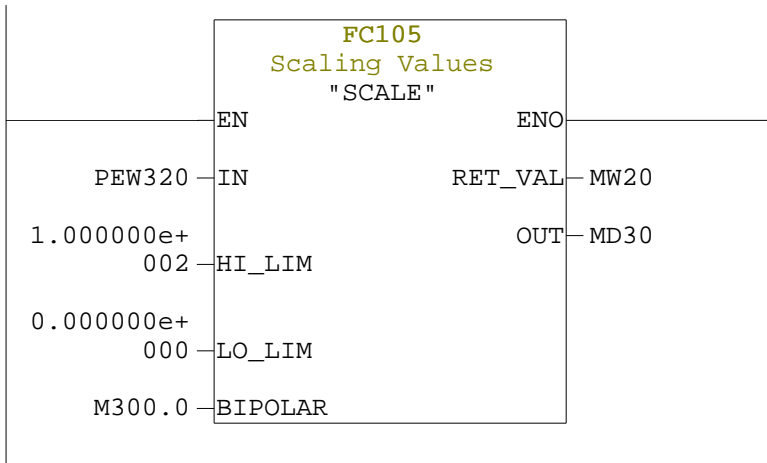 FC105
Scaling Values
"SCALE"
EN ENO
PEW320 IN RET_VAL MW20
1.000000e+ OUT MD30
002 HI_LIM
0.000000e+
000 LO_LIM
M300.0 BIPOLAR